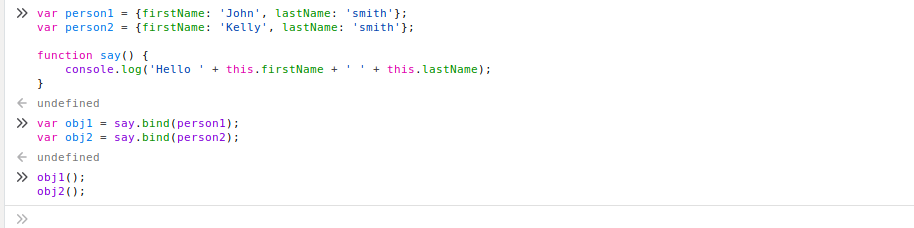 var person1 = {firstName: 'John', lastName: 'smith'};
var person2 = {firstName: 'Kelly', lastName: 'smith'};
function say() {
    console.log('Hello ' + this.firstName + ' ' + this.lastName);
}
undefined
var obj1 = say.bind(person1);
var obj2 = say.bind(person2);
undefined
obj1();
obj2();